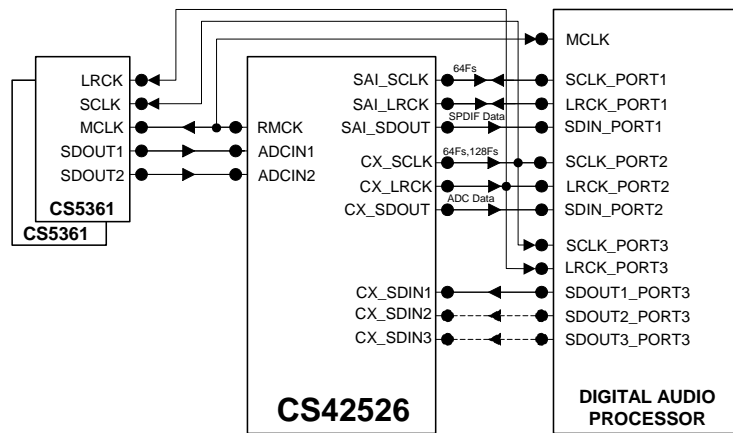 LRCK
SCLK
MCLK
SDOUT1
SDOUT2
CS5361
CS5361
RMCK
ADCIN1
ADCIN2
SAI_SCLK
SAI_LRCK
SAI_SDOUT
CX_SCLK
CX_LRCK
CX_SDOUT
CX_SDIN1
CX_SDIN2
CX_SDIN3
CS42526
64Fs
SPDIF Data
64Fs,128Fs
ADC Data
MCLK
SCLK_PORT1
LRCK_PORT1
SDIN_PORT1
SCLK_PORT2
LRCK_PORT2
SDIN_PORT2
SCLK_PORT3
LRCK_PORT3
SDOUT1_PORT3
SDOUT2_PORT3
SDOUT3_PORT3
DIGITAL AUDIO
PROCESSOR